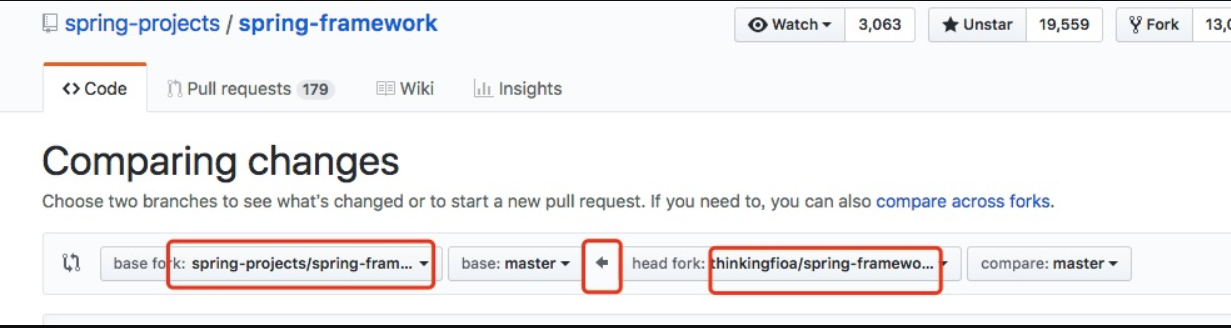 spring-projects / spring-framework Watch 3,063 Unstar 19,559 Fork
Code Pull requests 179 Wiki Insights
Comparing changes
Choose two branches to see what's changed or to start a new pull request. If you need to, you can also compare across forks.
base fork: spring-projects/spring-fram... base: master head fork: thinkingfioa/spring-framewo... compare: master